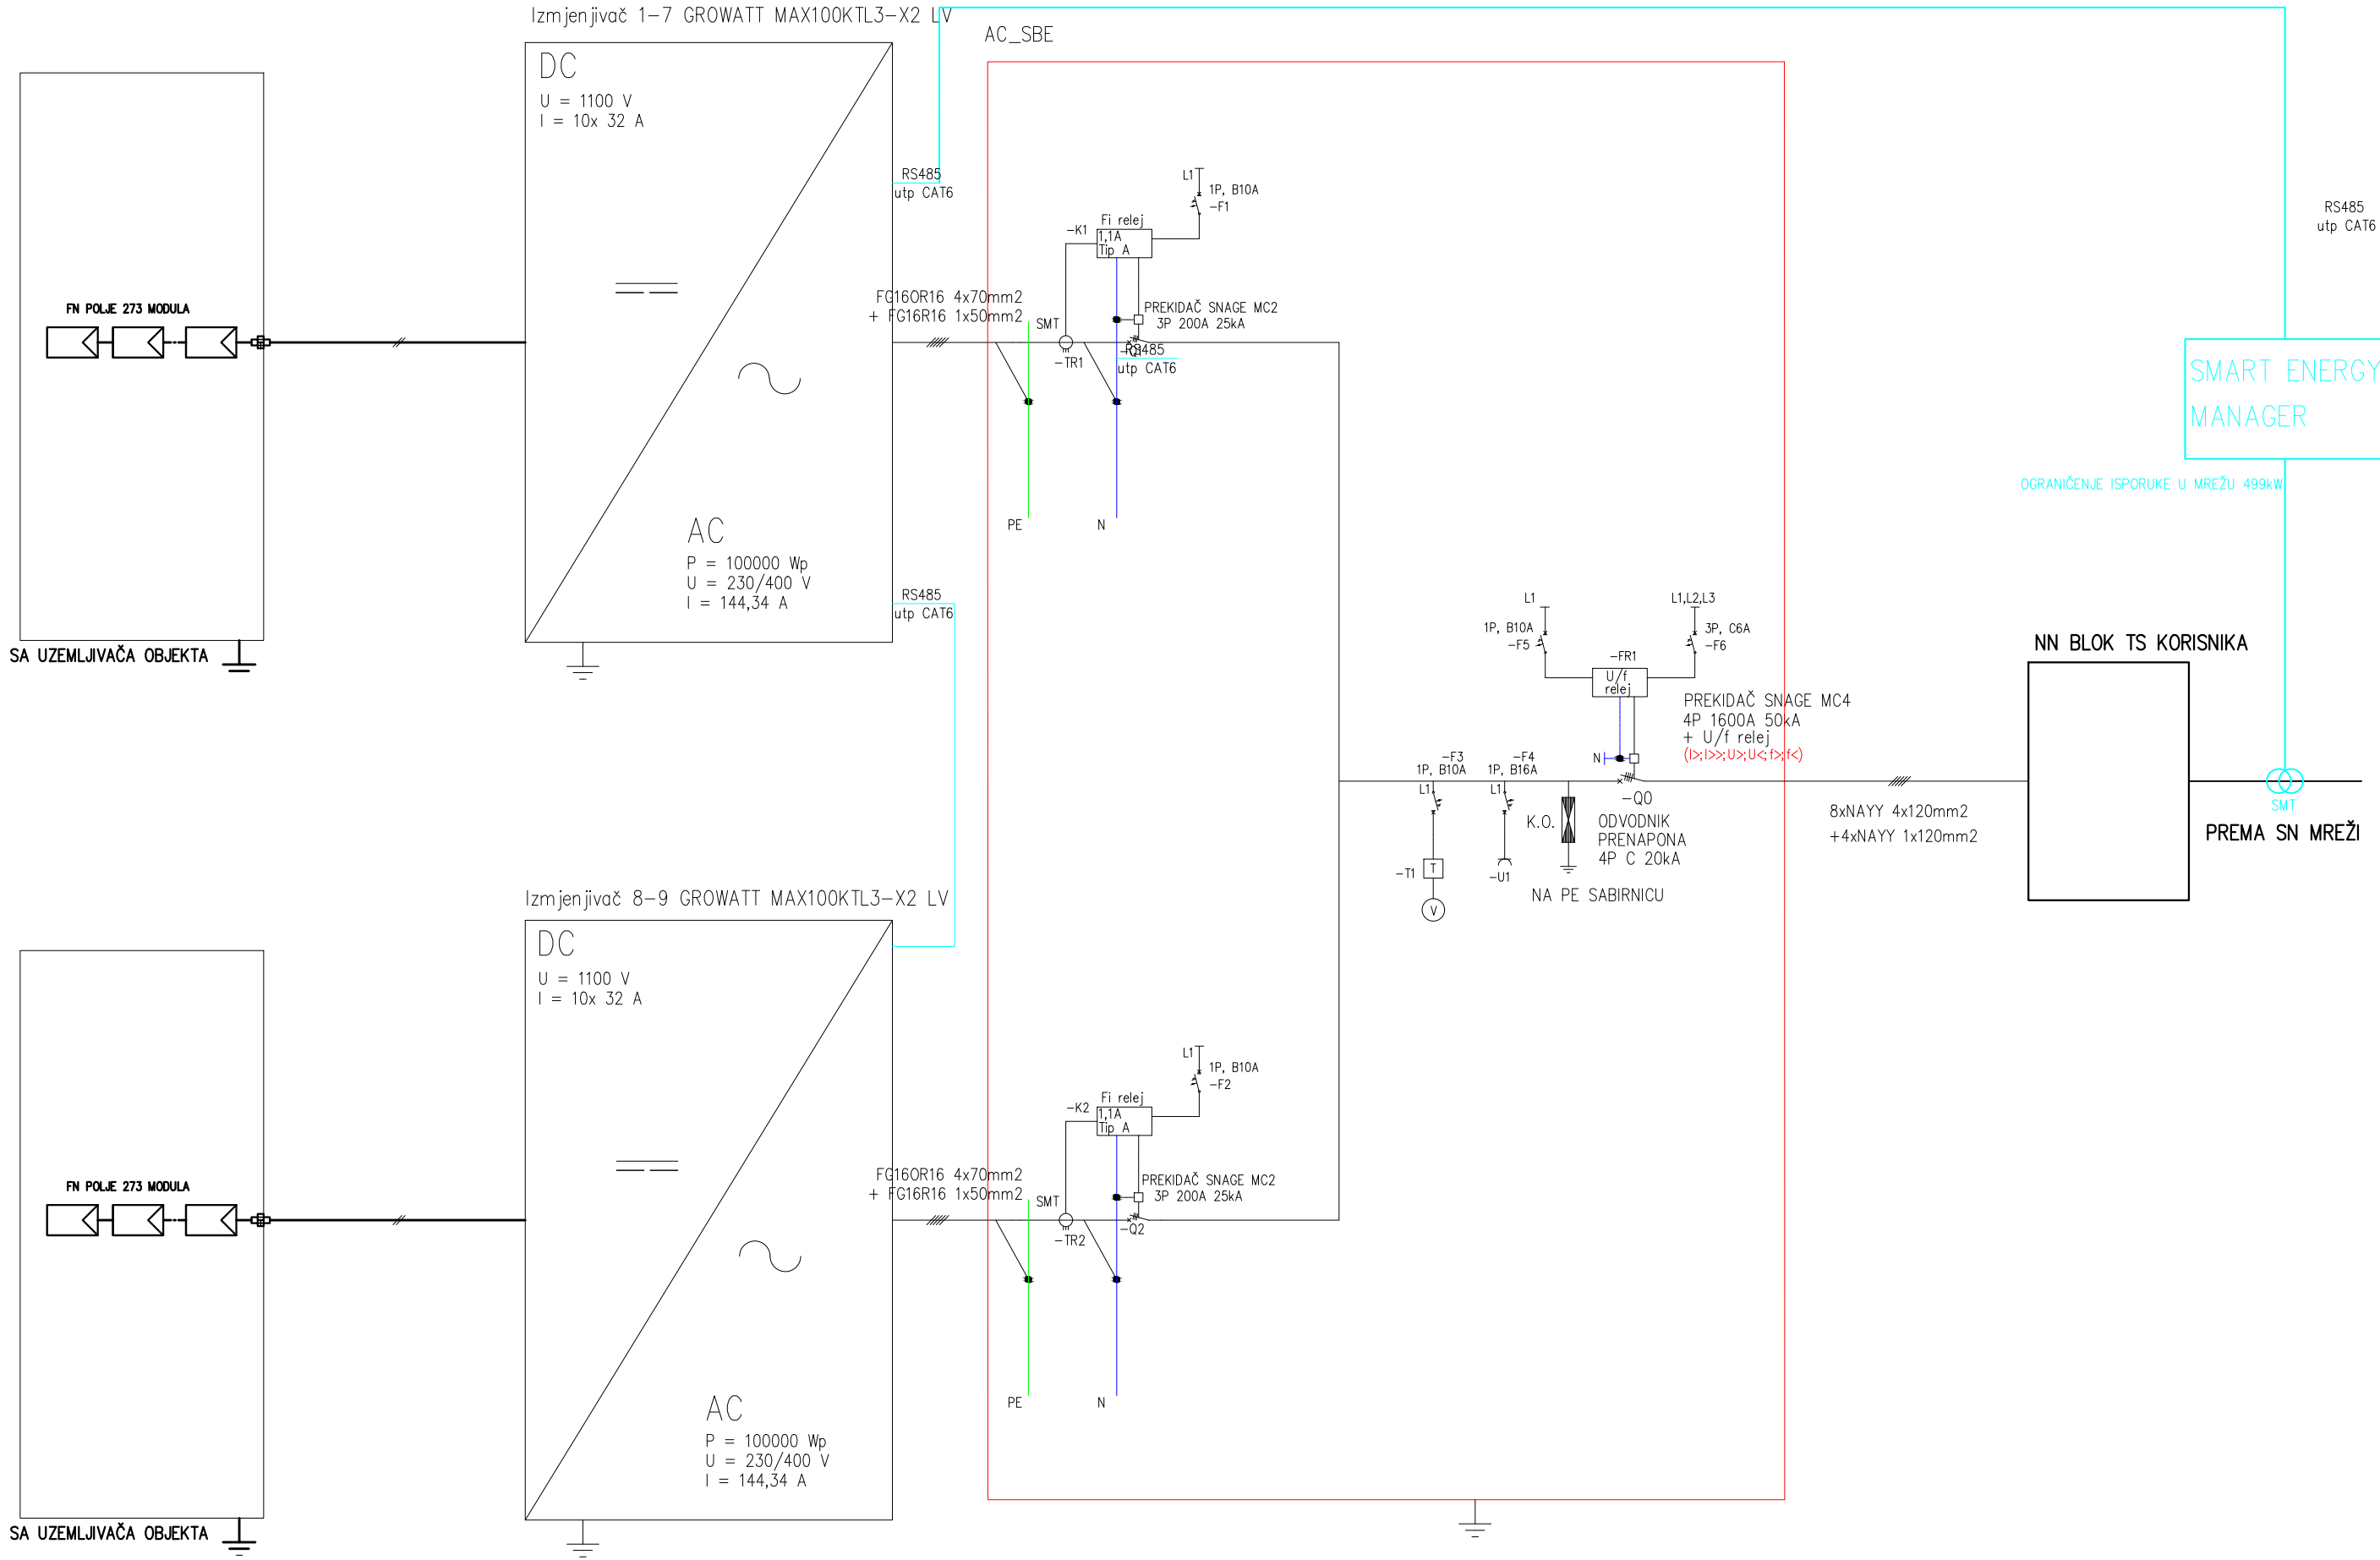 Izmjenjivač 1-7 GROWATT MAX100KTL3-X2 LV
AC_SBE
DC
U = 1100 V
I = 10x 32 A
RS485
utp CAT6
RS485
utp CAT6
L1
1P, B10A
-F1
Fi relej
-K1
1,1A
Tip A
FN POLJE 273 MODULA
FG16OR16 4x70mm2
+ FG16R16 1x50mm2
SMT
PREKIDAČ SNAGE MC2
3P 200A 25kA
-TR1
RS485
utp CAT6
SMART ENERGY
MANAGER
OGRANIČENJE ISPORUKE U MREŽU 499kW
PE
N
AC
P = 100000 Wp
U = 230/400 V
I = 144,34 A
RS485
utp CAT6
SA UZEMLJIVAČA OBJEKTA
L1
1P, B10A
-F5
L1,L2,L3
3P, C6A
-F6
-FR1
U/f
relej
NN BLOK TS KORISNIKA
PREKIDAČ SNAGE MC4
4P 1600A 50kA
+ U/f relej
(I>;I>>;U>;U<;f>;f<)
N
-F3
1P, B10A
L1
-F4
1P, B16A
L1
-Q0
K.O.
ODVODNIK
PRENAPONA
4P C 20kA
-T1
T
V
-U1
NA PE SABIRNICU
8xNAYY 4x120mm2
+4xNAYY 1x120mm2
SMT
PREMA SN MREŽI
Izmjenjivač 8-9 GROWATT MAX100KTL3-X2 LV
DC
U = 1100 V
I = 10x 32 A
L1
1P, B10A
-F2
Fi relej
-K2
1,1A
Tip A
FN POLJE 273 MODULA
FG16OR16 4x70mm2
+ FG16R16 1x50mm2
SMT
PREKIDAČ SNAGE MC2
3P 200A 25kA
-TR2
-Q2
PE
N
AC
P = 100000 Wp
U = 230/400 V
I = 144,34 A
SA UZEMLJIVAČA OBJEKTA